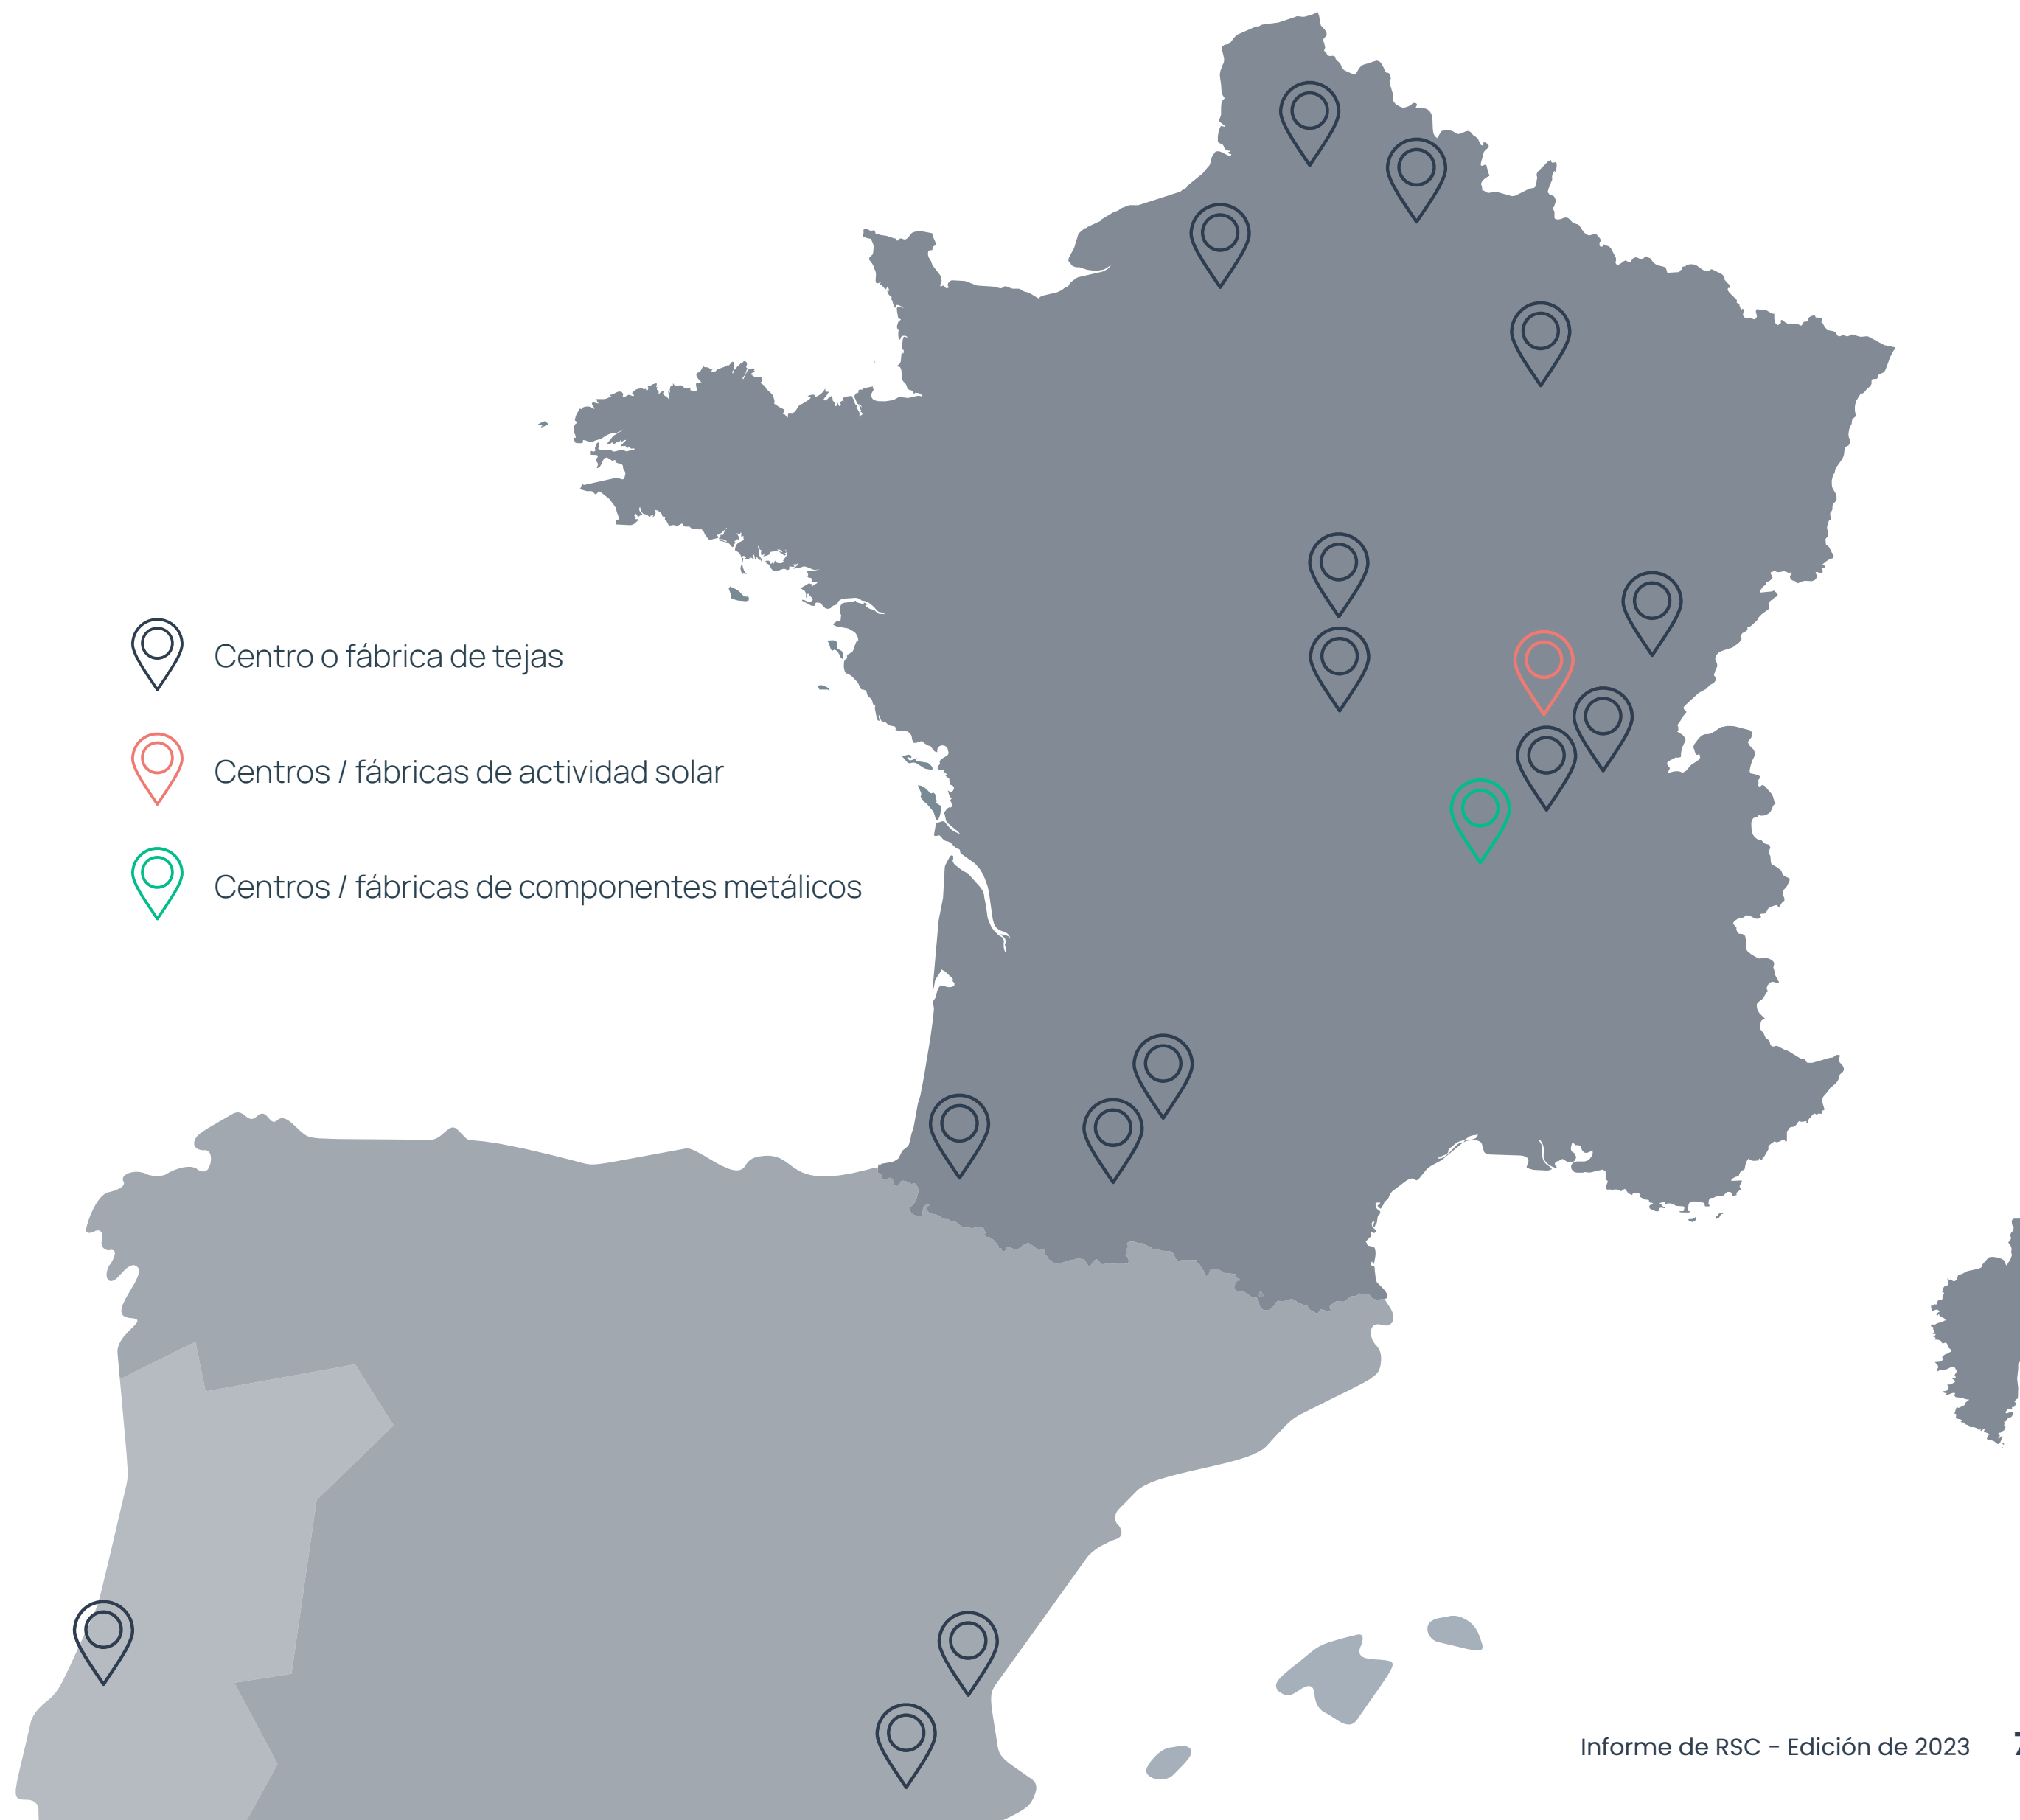 Centro o fábrica de tejas
Centros / fábricas de actividad solar
Centros / fábricas de componentes metálicos
Informe de RSC - Edición de 2023